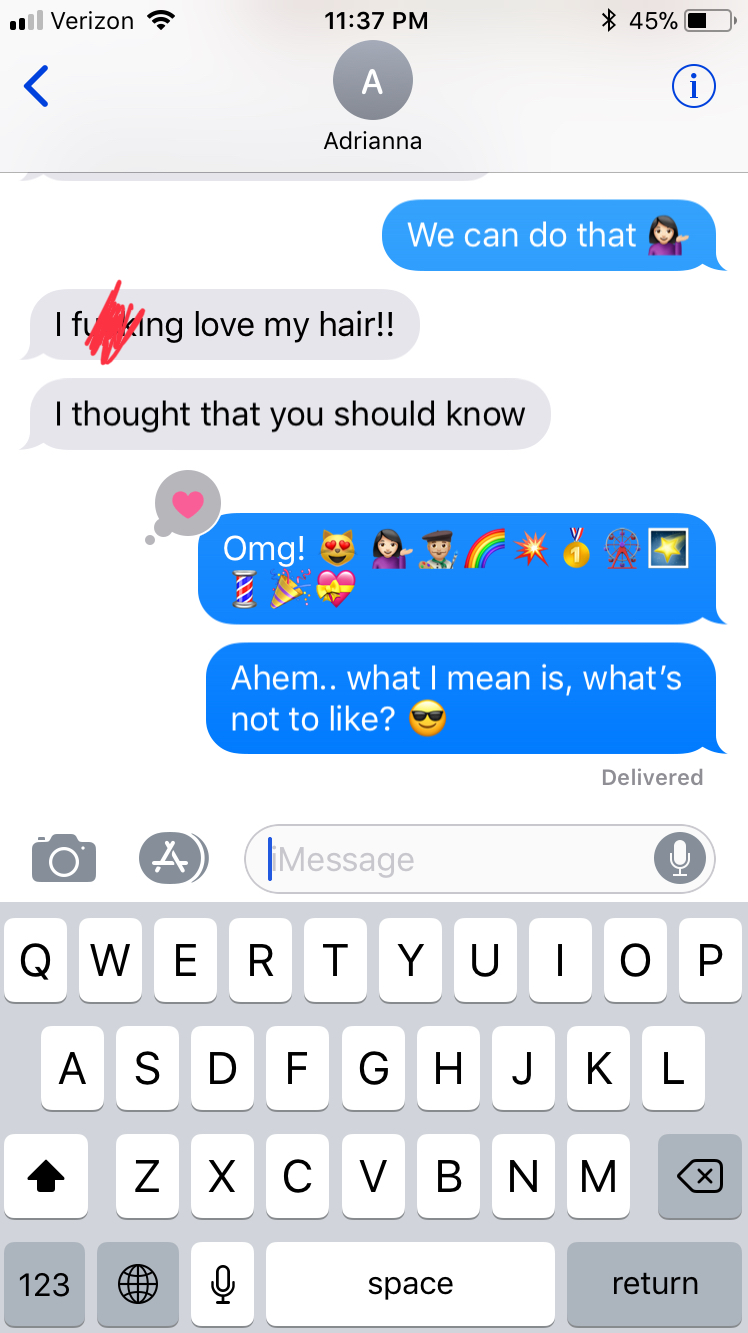 Verizon 11:37 PM 45%
A
i
Adrianna
We can do that 💁🏻‍♀️
I fu king love my hair!!
I thought that you should know
Omg! 😻 💁🏻‍♀️ 👨🏼‍🎨 🌈 💥 🥇 🎡 🌠
💈 🎉 💝
Ahem.. what I mean is, what's
not to like? 😎
Delivered
iMessage
Q W E R T Y U I O P
A S D F G H J K L
Z X C V B N M
123 space return